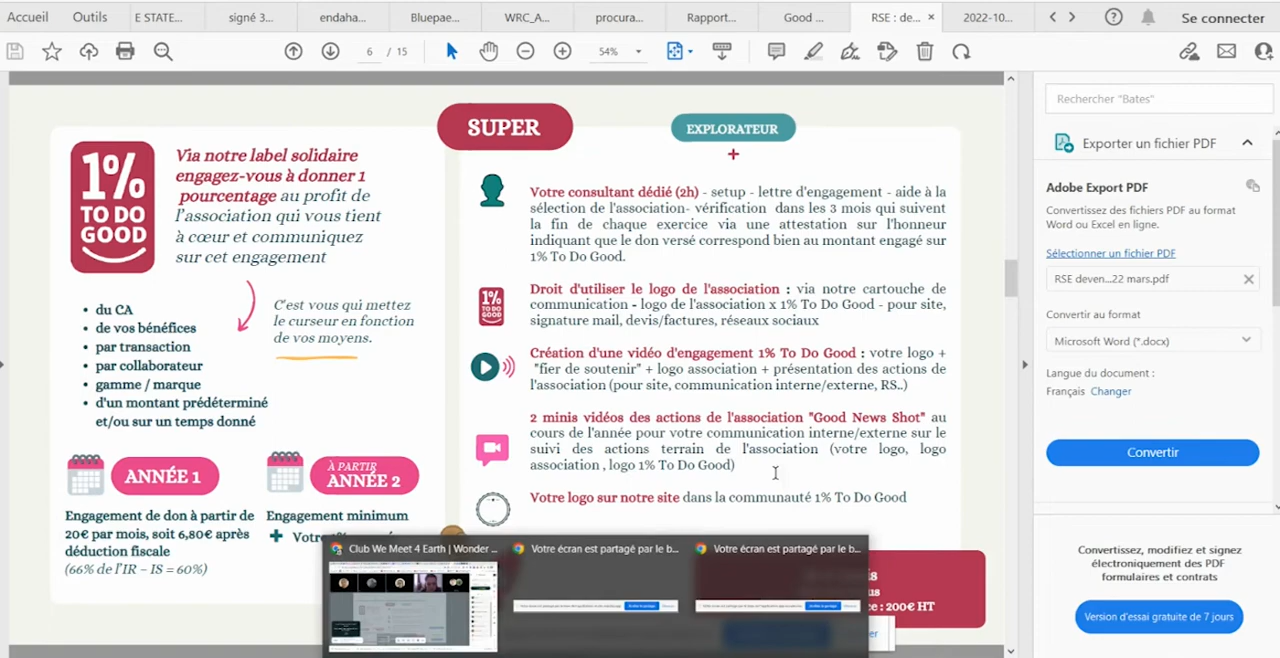 Accueil Outils E STATE... signé 3... endaha... Bluepae... WRC_A... procura... Rapport... Good ... RSE : de... × 2022-10... Se connecter
6 / 15 54%
SUPER
EXPLORATEUR
+
1%
TO DO
GOOD
Via notre label solidaire
engagez-vous à donner 1
pourcentage au profit de
l'association qui vous tient
à cœur et communiquez
sur cet engagement
• du CA
• de vos bénéfices
• par transaction
• par collaborateur
• gamme / marque
• d'un montant prédéterminé
et/ou sur un temps donné
C'est vous qui mettez
le curseur en fonction
de vos moyens.
ANNÉE 1
Engagement de don à partir de
20€ par mois, soit 6,80€ après
déduction fiscale
(66% de l'IR – IS = 60%)
À PARTIR
ANNÉE 2
Engagement minimum
+ Votre
Votre consultant dédié (2h) - setup - lettre d'engagement - aide à la
sélection de l'association- vérification dans les 3 mois qui suivent
la fin de chaque exercice via une attestation sur l'honneur
indiquant que le don versé correspond bien au montant engagé sur
1% To Do Good.
1%
TO DO
GOOD
Droit d'utiliser le logo de l'association : via notre cartouche de
communication - logo de l'association x 1% To Do Good - pour site,
signature mail, devis/factures, réseaux sociaux
Création d'une vidéo d'engagement 1% To Do Good : votre logo +
"fier de soutenir" + logo association + présentation des actions de
l'association (pour site, communication interne/externe, RS..)
2 minis vidéos des actions de l'association "Good News Shot" au
cours de l'année pour votre communication interne/externe sur le
suivi des actions terrain de l'association (votre logo, logo
association , logo 1% To Do Good)
Votre logo sur notre site dans la communauté 1% To Do Good
: 200€ HT
Club We Meet 4 Earth | Wonder ...
Votre écran est partagé par le b...
Votre écran est partagé par le b...
Rechercher "Bates"
Exporter un fichier PDF
Adobe Export PDF
Convertissez des fichiers PDF au format
Word ou Excel en ligne.
Sélectionner un fichier PDF
RSE deven...22 mars.pdf
Convertir au format
Microsoft Word (*.docx)
Langue du document :
Français Changer
Convertir
Convertissez, modifiez et signez
électroniquement des PDF
formulaires et contrats
Version d'essai gratuite de 7 jours